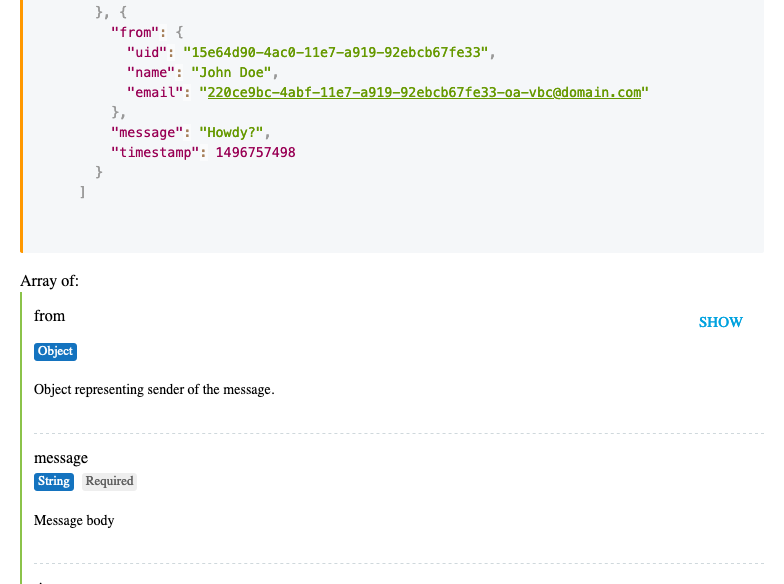 }, {
"from": {
"uid": "15e64d90-4ac0-11e7-a919-92ebcb67fe33",
"name": "John Doe",
"email": "220ce9bc-4abf-11e7-a919-92ebcb67fe33-oa-vbc@domain.com"
},
"message": "Howdy?",
"timestamp": 1496757498
}
]
Array of:
from
SHOW
Object
Object representing sender of the message.
message
String Required
Message body